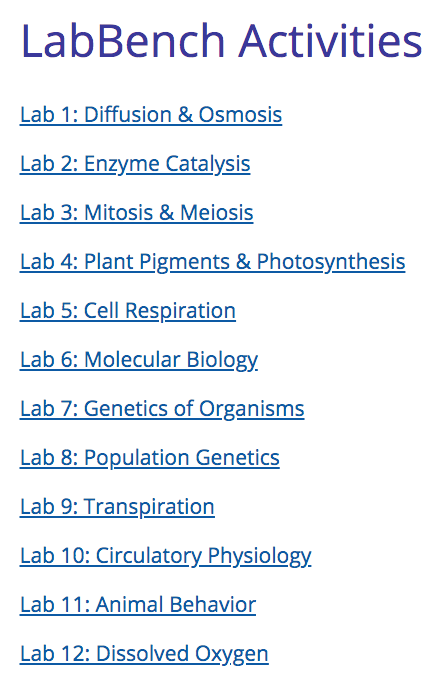 LabBench Activities
Lab 1: Diffusion & Osmosis
Lab 2: Enzyme Catalysis
Lab 3: Mitosis & Meiosis
Lab 4: Plant Pigments & Photosynthesis
Lab 5: Cell Respiration
Lab 6: Molecular Biology
Lab 7: Genetics of Organisms
Lab 8: Population Genetics
Lab 9: Transpiration
Lab 10: Circulatory Physiology
Lab 11: Animal Behavior
Lab 12: Dissolved Oxygen